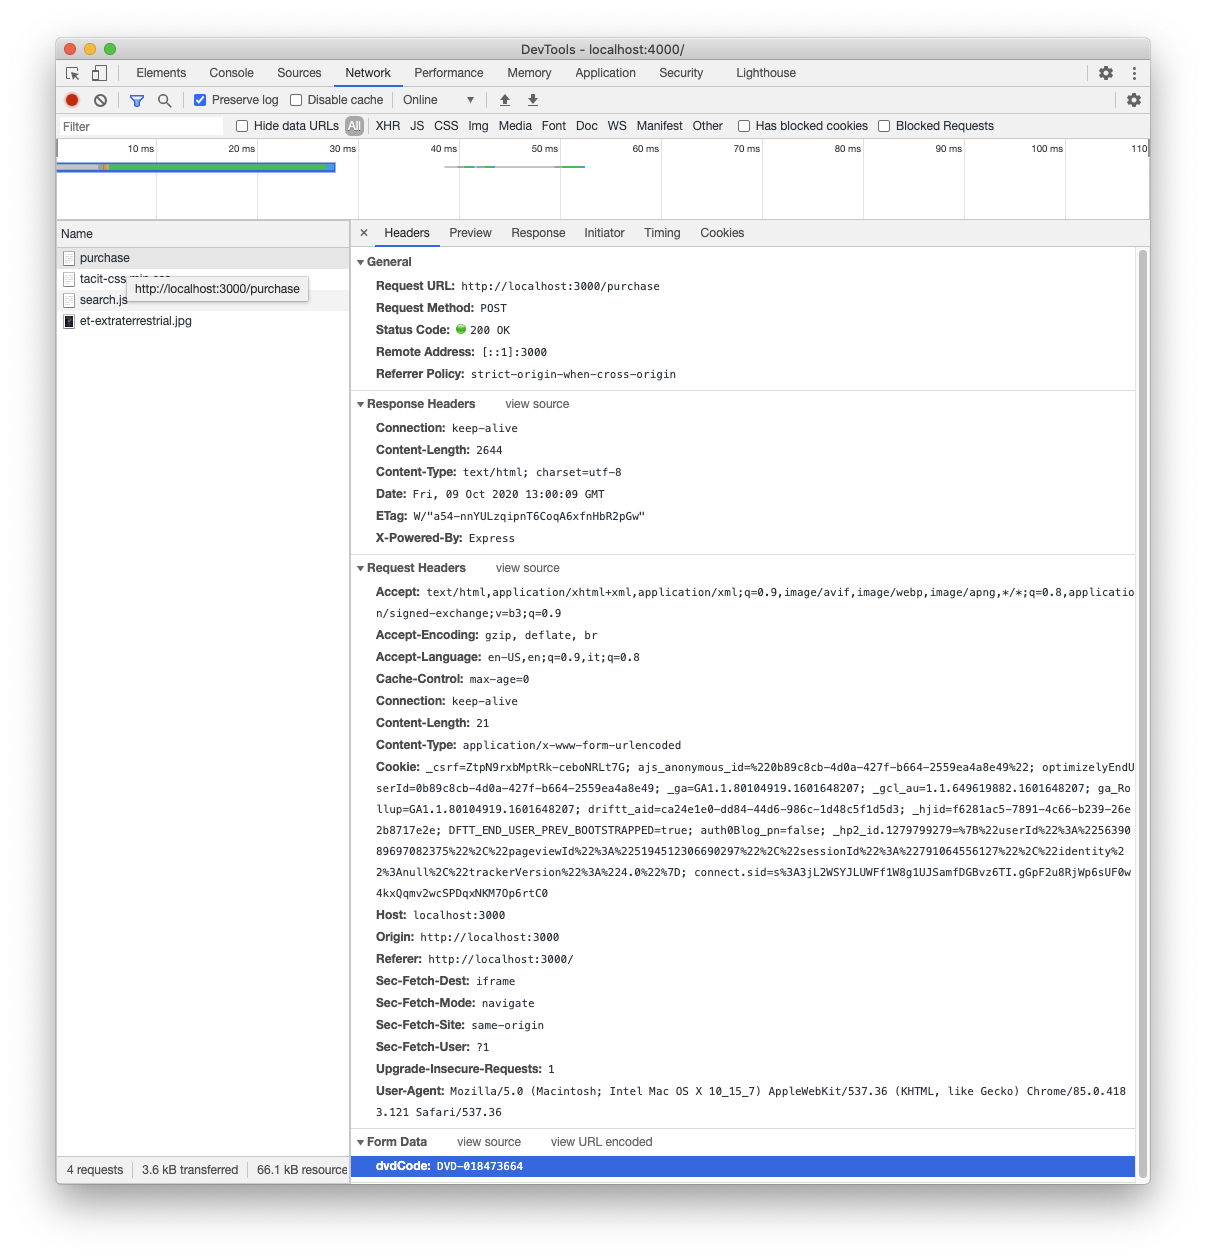 DevTools - localhost:4000/
Elements Console Sources Network Performance Memory Application Security Lighthouse
Preserve log Disable cache Online ▼
Filter Hide data URLs All XHR JS CSS Img Media Font Doc WS Manifest Other Has blocked cookies Blocked Requests
10 ms 20 ms 30 ms 40 ms 50 ms 60 ms 70 ms 80 ms 90 ms 100 ms 110
Name
purchase
tacit-css.min.css
http://localhost:3000/purchase
search.js
et-extraterrestrial.jpg
4 requests 3.6 kB transferred 66.1 kB resource
× Headers Preview Response Initiator Timing Cookies
General
Request URL: http://localhost:3000/purchase
Request Method: POST
Status Code: 200 OK
Remote Address: [::1]:3000
Referrer Policy: strict-origin-when-cross-origin
Response Headers view source
Connection: keep-alive
Content-Length: 2644
Content-Type: text/html; charset=utf-8
Date: Fri, 09 Oct 2020 13:00:09 GMT
ETag: W/"a54-nnYULzqipnT6CoqA6xfnHbR2pGw"
X-Powered-By: Express
Request Headers view source
Accept: text/html,application/xhtml+xml,application/xml;q=0.9,image/avif,image/webp,image/apng,*/*;q=0.8,applicatio
n/signed-exchange;v=b3;q=0.9
Accept-Encoding: gzip, deflate, br
Accept-Language: en-US,en;q=0.9,it;q=0.8
Cache-Control: max-age=0
Connection: keep-alive
Content-Length: 21
Content-Type: application/x-www-form-urlencoded
Cookie: _csrf=ZtpN9rxbMptRk-ceboNRLt7G; ajs_anonymous_id=%220b89c8cb-4d0a-427f-b664-2559ea4a8e49%22; optimizelyEndU
serId=0b89c8cb-4d0a-427f-b664-2559ea4a8e49; _ga=GA1.1.80104919.1601648207; _gcl_au=1.1.649619882.1601648207; ga_Ro
llup=GA1.1.80104919.1601648207; driftt_aid=ca24e1e0-dd84-44d6-986c-1d48c5f1d5d3; _hjid=f6281ac5-7891-4c66-b239-26e
2b8717e2e; DFTT_END_USER_PREV_BOOTSTRAPPED=true; auth0Blog_pn=false; _hp2_id.1279799279=%7B%22userId%22%3A%2256390
89697082375%22%2C%22pageviewId%22%3A%225194512306690297%22%2C%22sessionId%22%3A%22791064556127%22%2C%22identity%2
2%3Anull%2C%22trackerVersion%22%3A%224.0%22%7D; connect.sid=s%3A3jL2WSYJLUWFf1W8g1UJSamfDGBvz6TI.gGpF2u8RjWp6sUF0w
4kxQqmv2wcSPDqxNKM7Op6rtC0
Host: localhost:3000
Origin: http://localhost:3000
Referer: http://localhost:3000/
Sec-Fetch-Dest: iframe
Sec-Fetch-Mode: navigate
Sec-Fetch-Site: same-origin
Sec-Fetch-User: ?1
Upgrade-Insecure-Requests: 1
User-Agent: Mozilla/5.0 (Macintosh; Intel Mac OS X 10_15_7) AppleWebKit/537.36 (KHTML, like Gecko) Chrome/85.0.418
3.121 Safari/537.36
Form Data view source view URL encoded
dvdCode: DVD-018473664